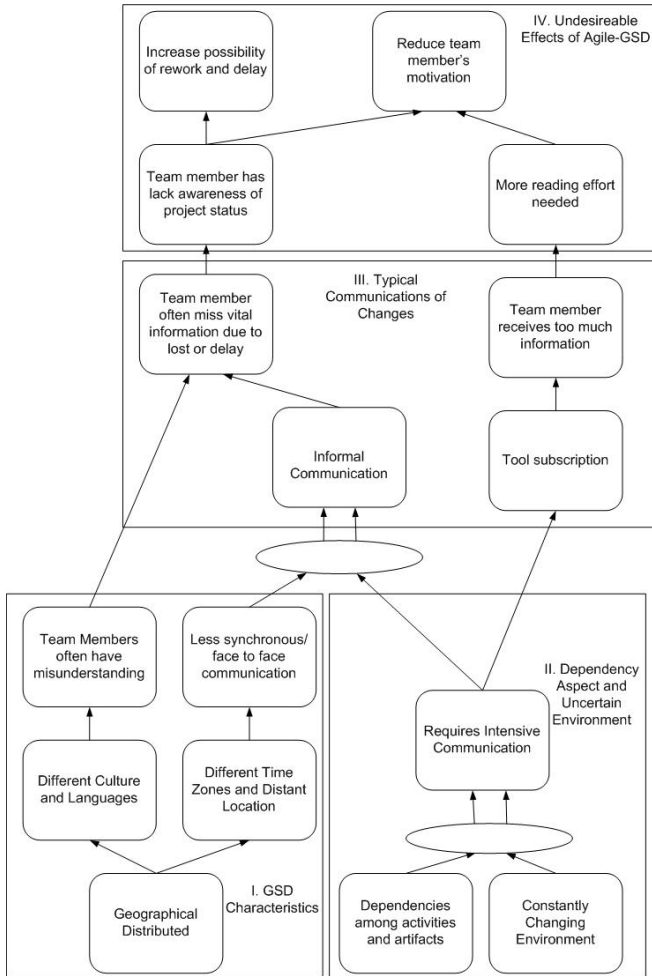 IV. Undesireable
Effects of Agile-GSD
Increase possibility
of rework and delay
Reduce team
member's
motivation
Team member has
lack awareness of
project status
More reading effort
needed
III. Typical
Communications of
Changes
Team member
often miss vital
information due to
lost or delay
Team member
receives too much
information
Informal
Communication
Tool subscription
Team Members
often have
misunderstanding
Less synchronous/
face to face
communication
II. Dependency
Aspect and
Uncertain
Environment
Requires Intensive
Communication
Different Culture
and Languages
Different Time
Zones and Distant
Location
I. GSD
Characteristics
Geographical
Distributed
Dependencies
among activities
and artifacts
Constantly
Changing
Environment